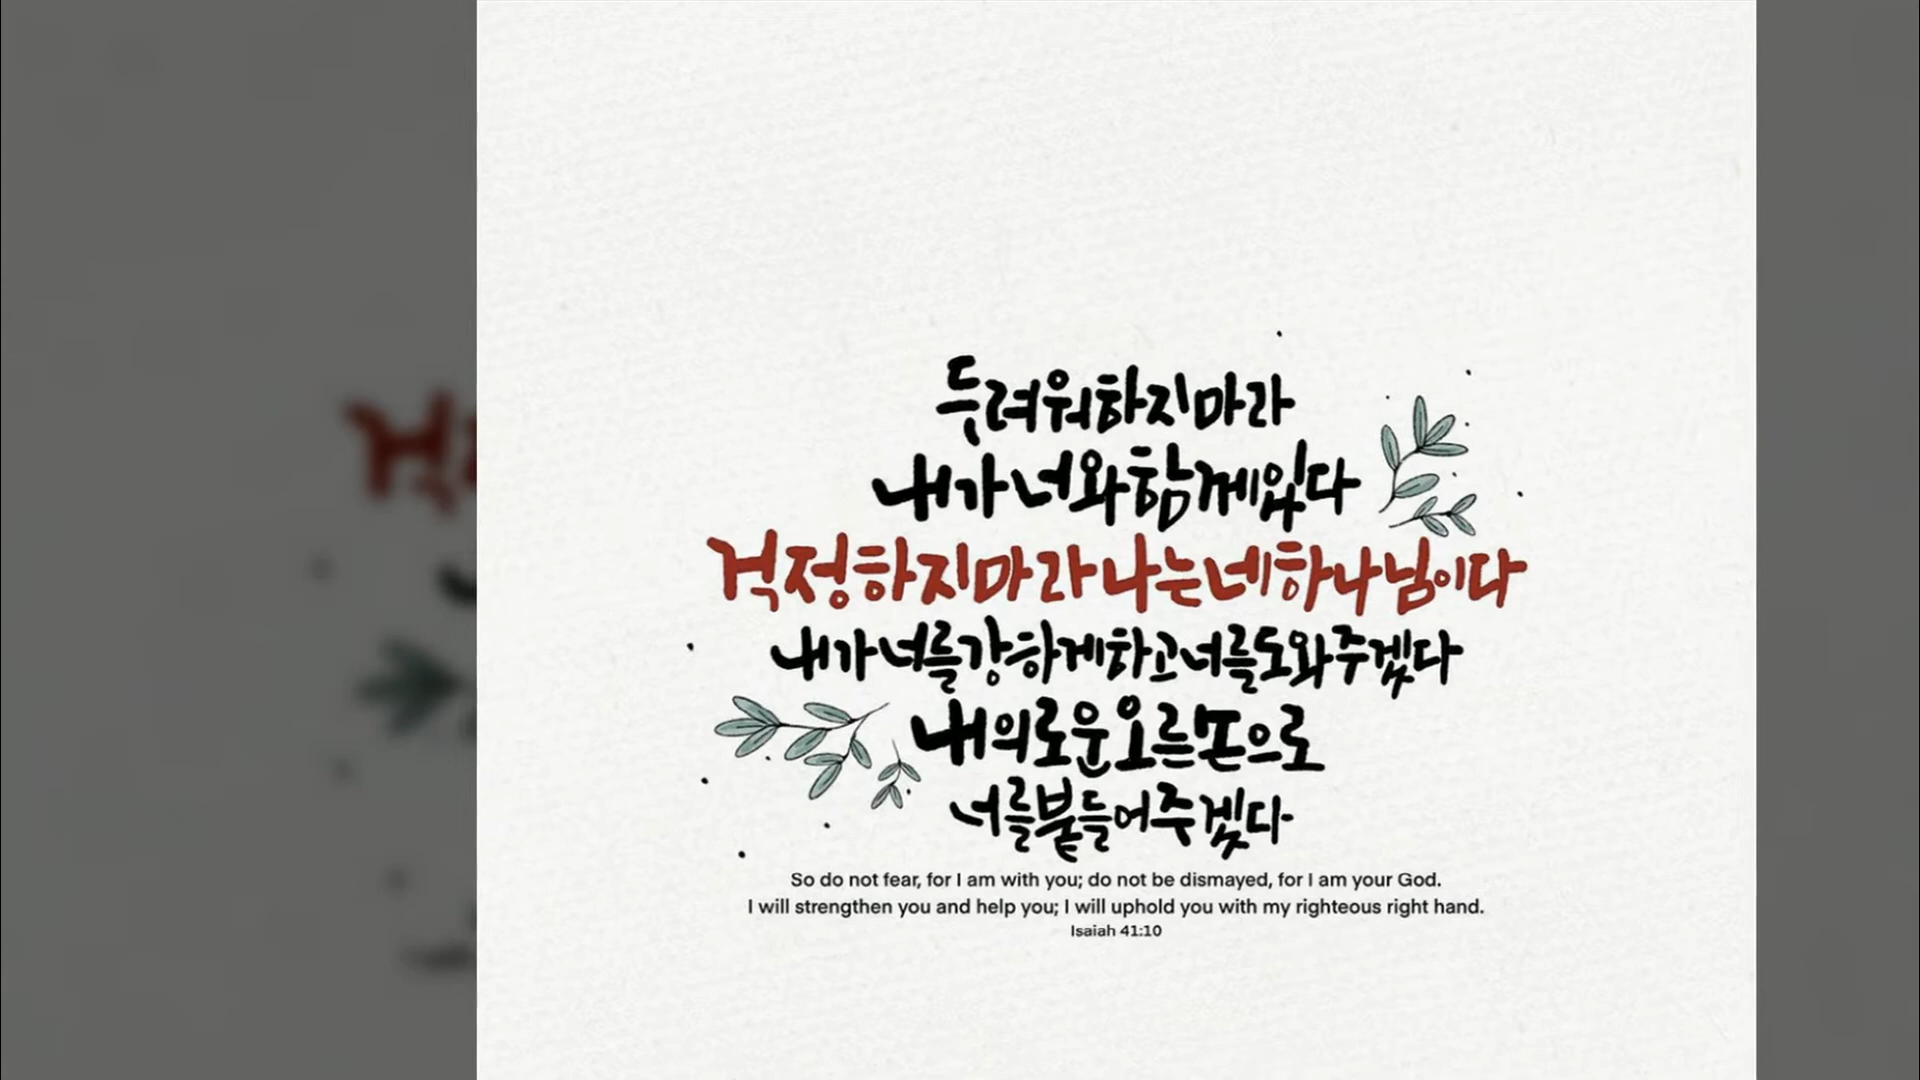 두려워하지마라
내가너와함께있다
걱정하지마라나는네하나님이다
내가너를강하게하고너를도와주겠다
내의로운오른손으로
너를붙들어주겠다
So do not fear, for I am with you; do not be dismayed, for I am your God.
I will strengthen you and help you; I will uphold you with my righteous right hand.
Isaiah 41:10